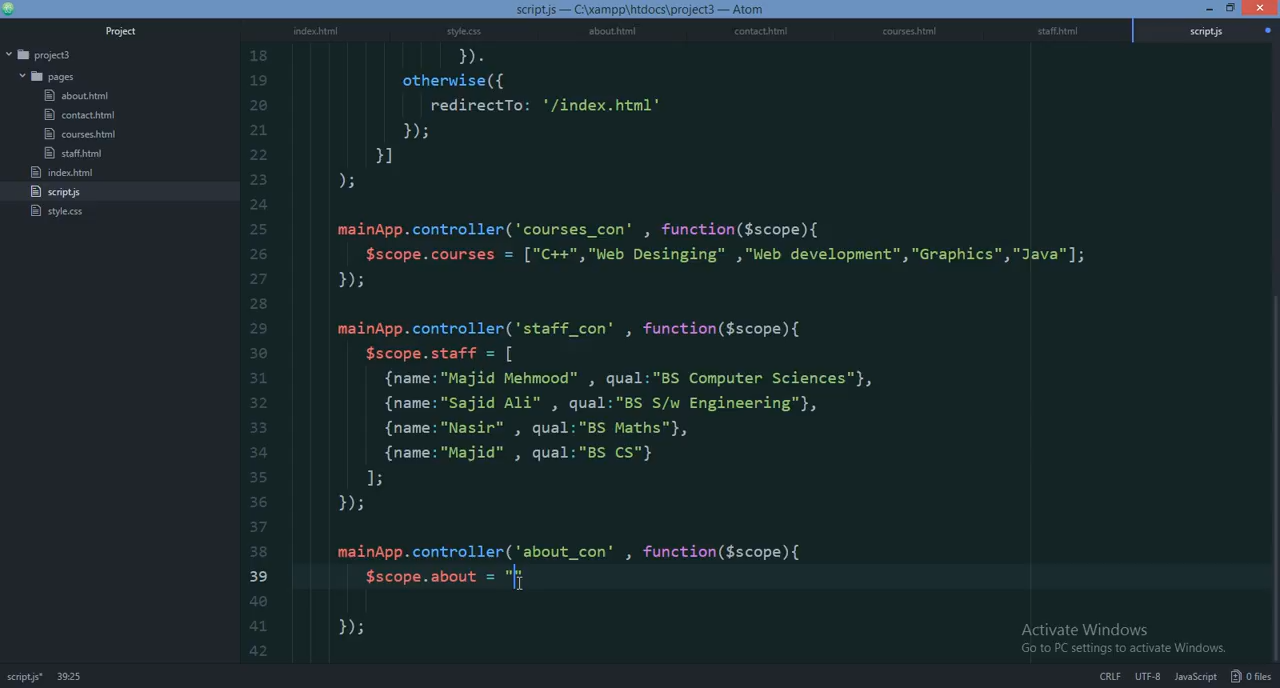 script.js — C:\xampp\htdocs\project3 — Atom
Project
index.html
style.css
about.html
contact.html
courses.html
staff.html
script.js
project3
pages
about.html
contact.html
courses.html
staff.html
index.html
script.js
style.css
18 }).
19 otherwise({
20 redirectTo: '/index.html'
21 });
22 }]
23 );
24
25 mainApp.controller('courses_con' , function($scope){
26 $scope.courses = ["C++","Web Desinging" ,"Web development","Graphics","Java"];
27 });
28
29 mainApp.controller('staff_con' , function($scope){
30 $scope.staff = [
31 {name:"Majid Mehmood" , qual:"BS Computer Sciences"},
32 {name:"Sajid Ali" , qual:"BS S/w Engineering"},
33 {name:"Nasir" , qual:"BS Maths"},
34 {name:"Majid" , qual:"BS CS"}
35 ];
36 });
37
38 mainApp.controller('about_con' , function($scope){
39 $scope.about = ""
40
41 });
42
Activate Windows
Go to PC settings to activate Windows.
script.js* 39:25 CRLF UTF-8 JavaScript 0 files